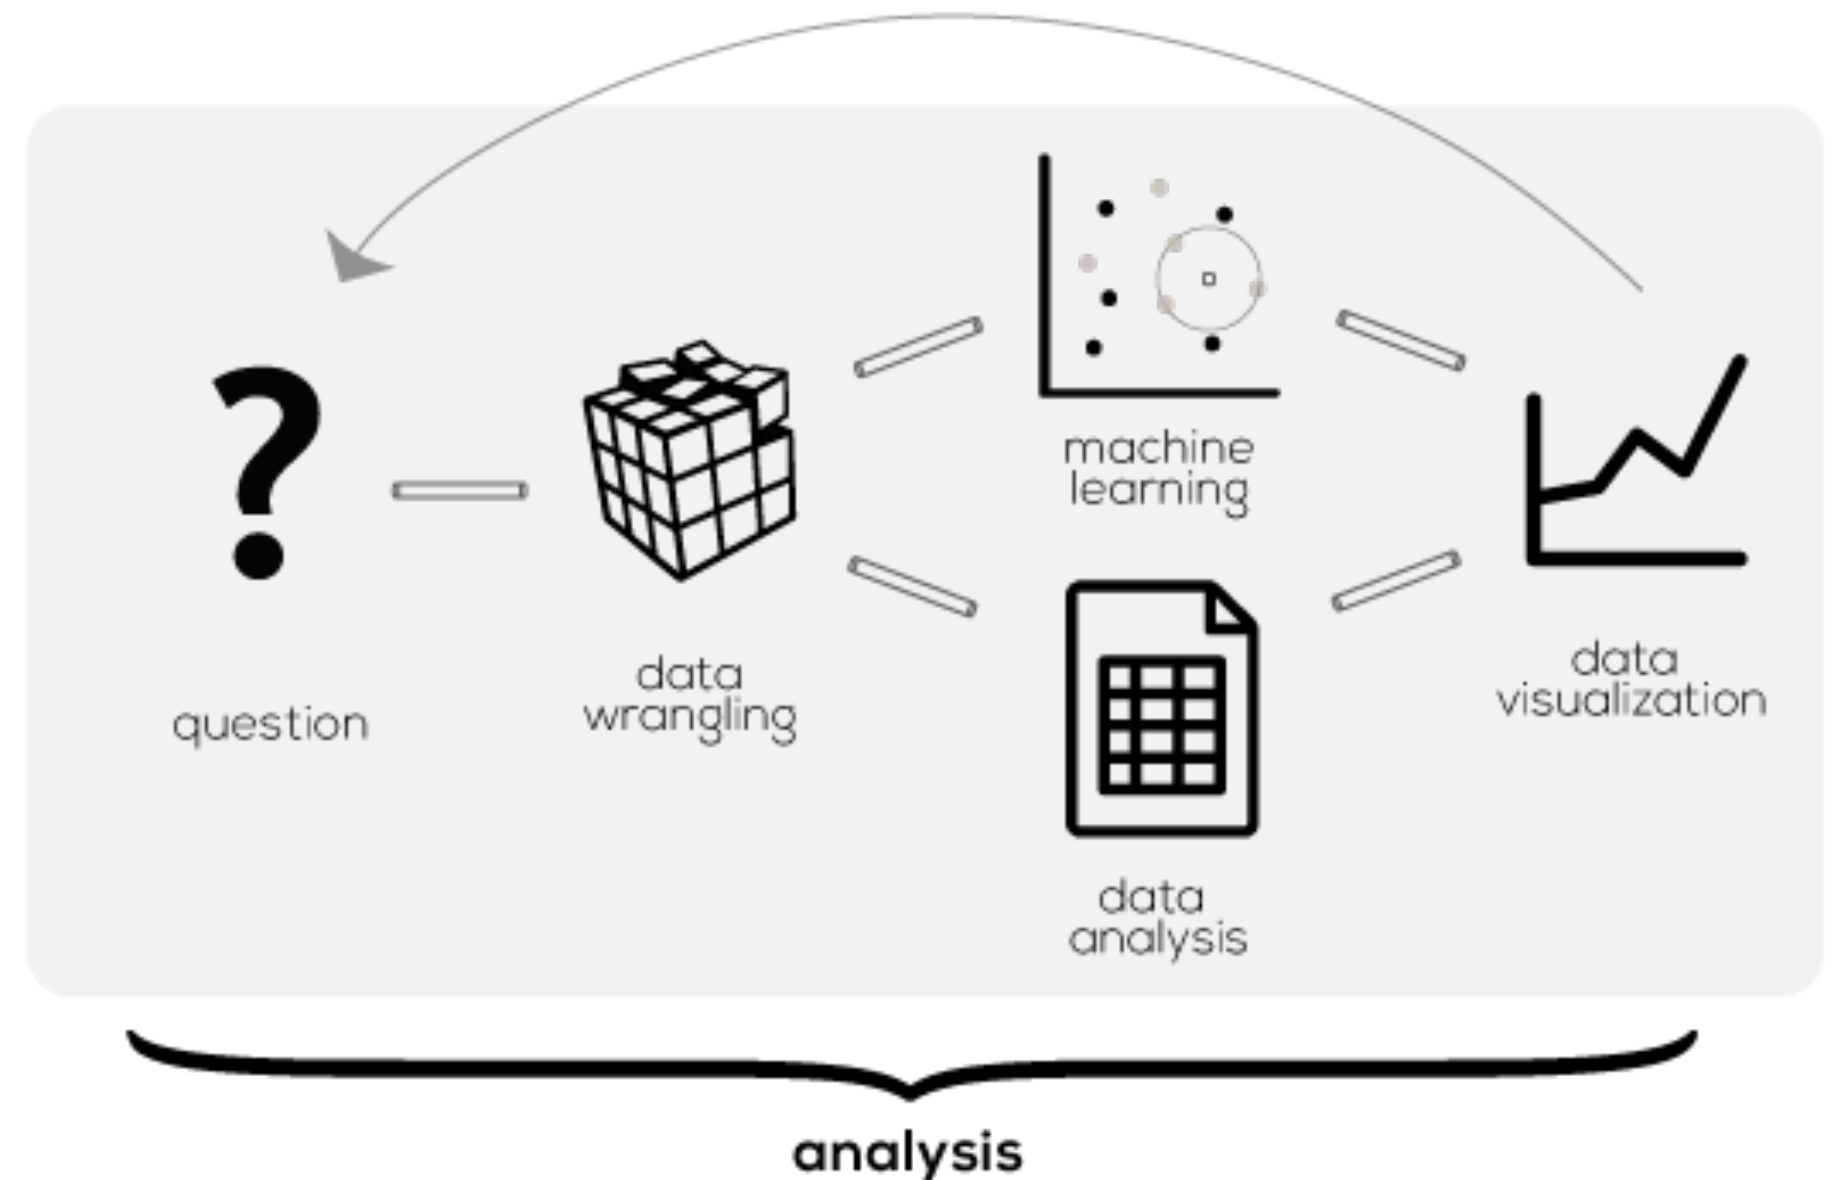 question
data
wrangling
machine
learning
data
analysis
data
visualization
analysis